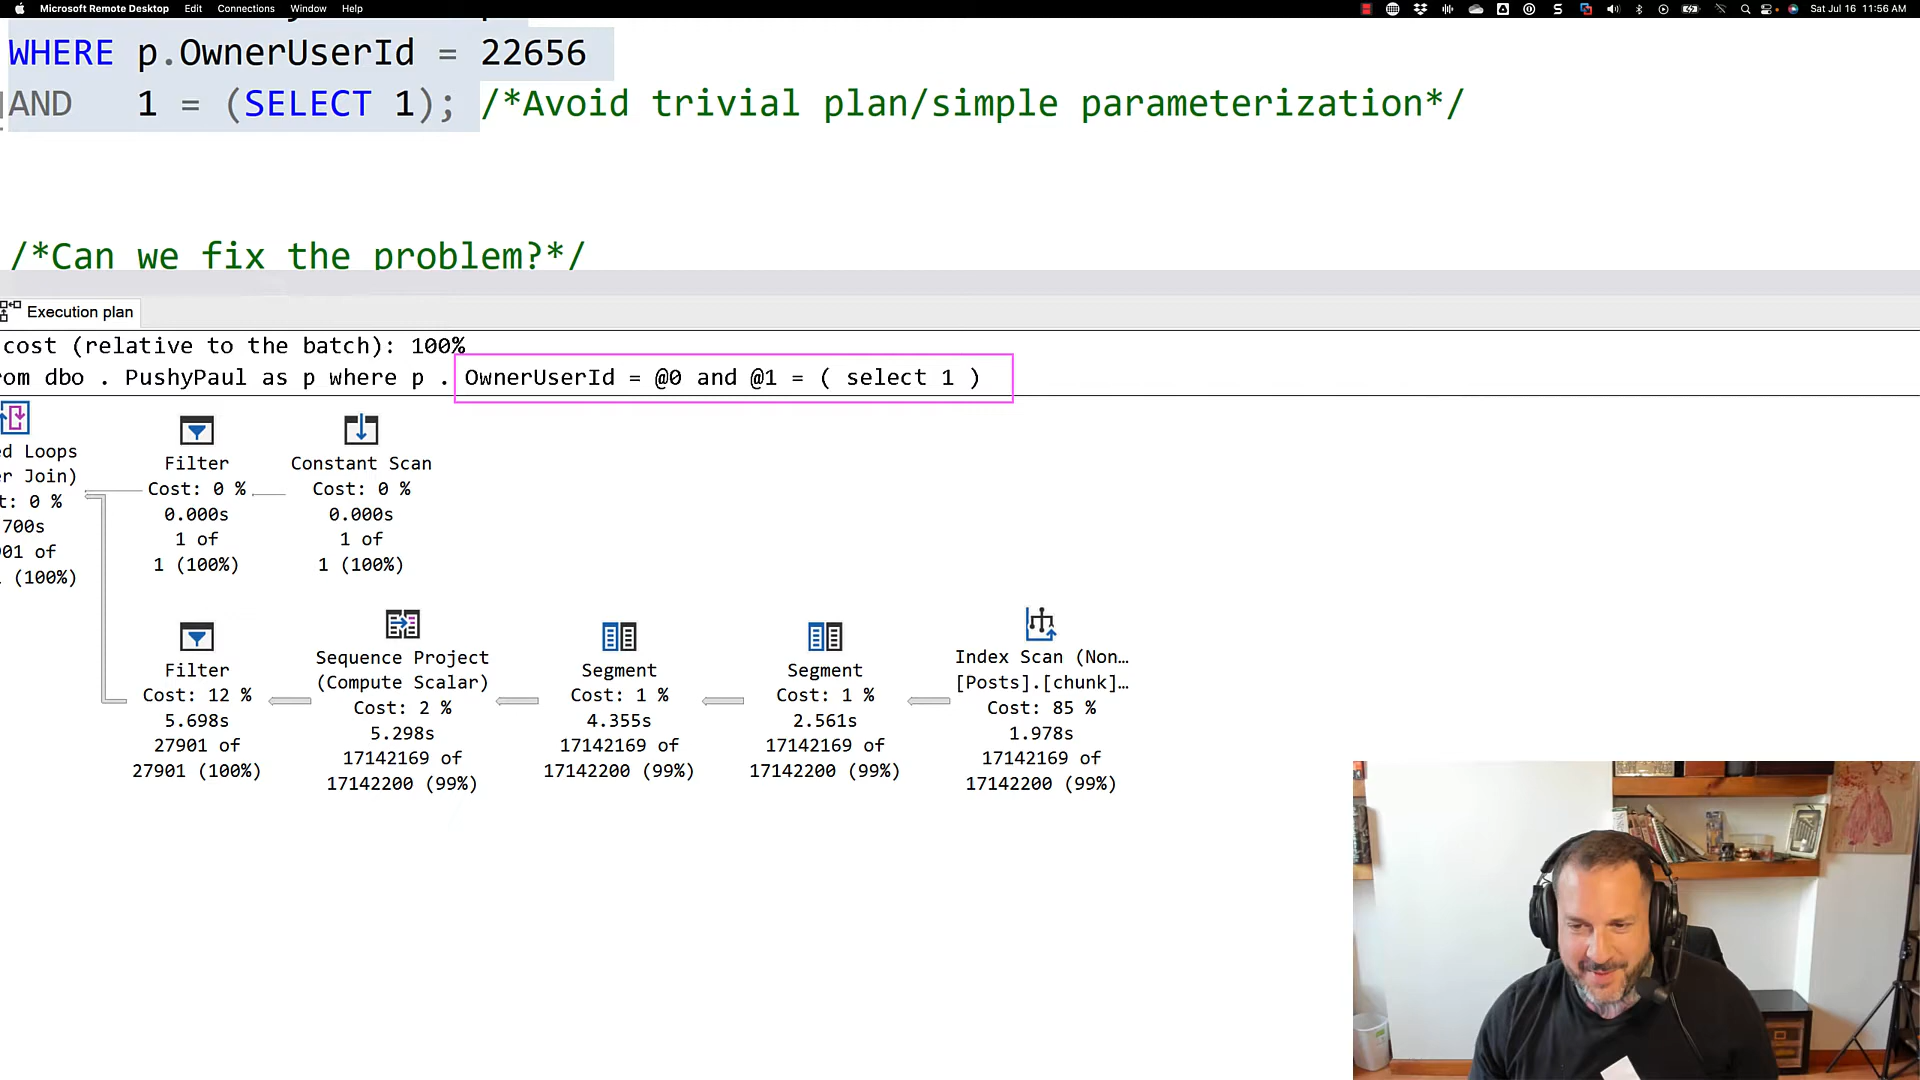 Microsoft Remote Desktop Edit Connections Window Help Sat Jul 16 11:56 AM
WHERE p.OwnerUserId = 22656
AND 1 = (SELECT 1); /*Avoid trivial plan/simple parameterization*/
/*Can we fix the problem?*/
Execution plan
cost (relative to the batch): 100%
om dbo . PushyPaul as p where p . OwnerUserId = @0 and @1 = ( select 1 )
ed Loops
r Join)
t: 0 %
700s
01 of
(100%)
Filter
Cost: 0 %
0.000s
1 of
1 (100%)
Constant Scan
Cost: 0 %
0.000s
1 of
1 (100%)
Filter
Cost: 12 %
5.698s
27901 of
27901 (100%)
Sequence Project
(Compute Scalar)
Cost: 2 %
5.298s
17142169 of
17142200 (99%)
Segment
Cost: 1 %
4.355s
17142169 of
17142200 (99%)
Segment
Cost: 1 %
2.561s
17142169 of
17142200 (99%)
Index Scan (Non…
[Posts].[chunk]…
Cost: 85 %
1.978s
17142169 of
17142200 (99%)